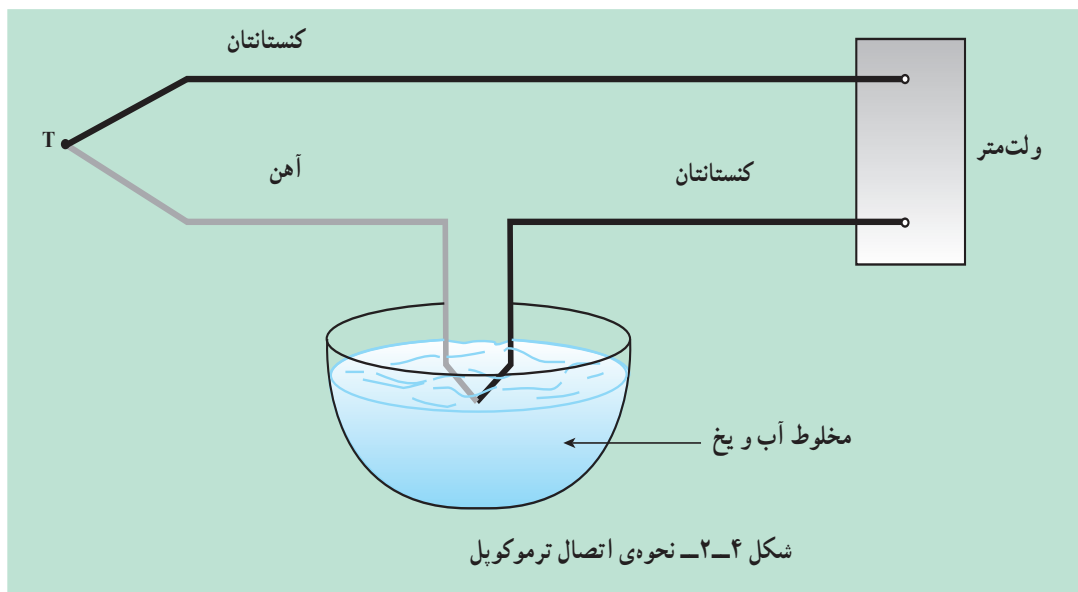 کنستانتان
T
ولت‌متر
آهن
کنستانتان
مخلوط آب و یخ
شکل ۴ــ۲ــ نحوه‌ی اتصال ترموکوپل